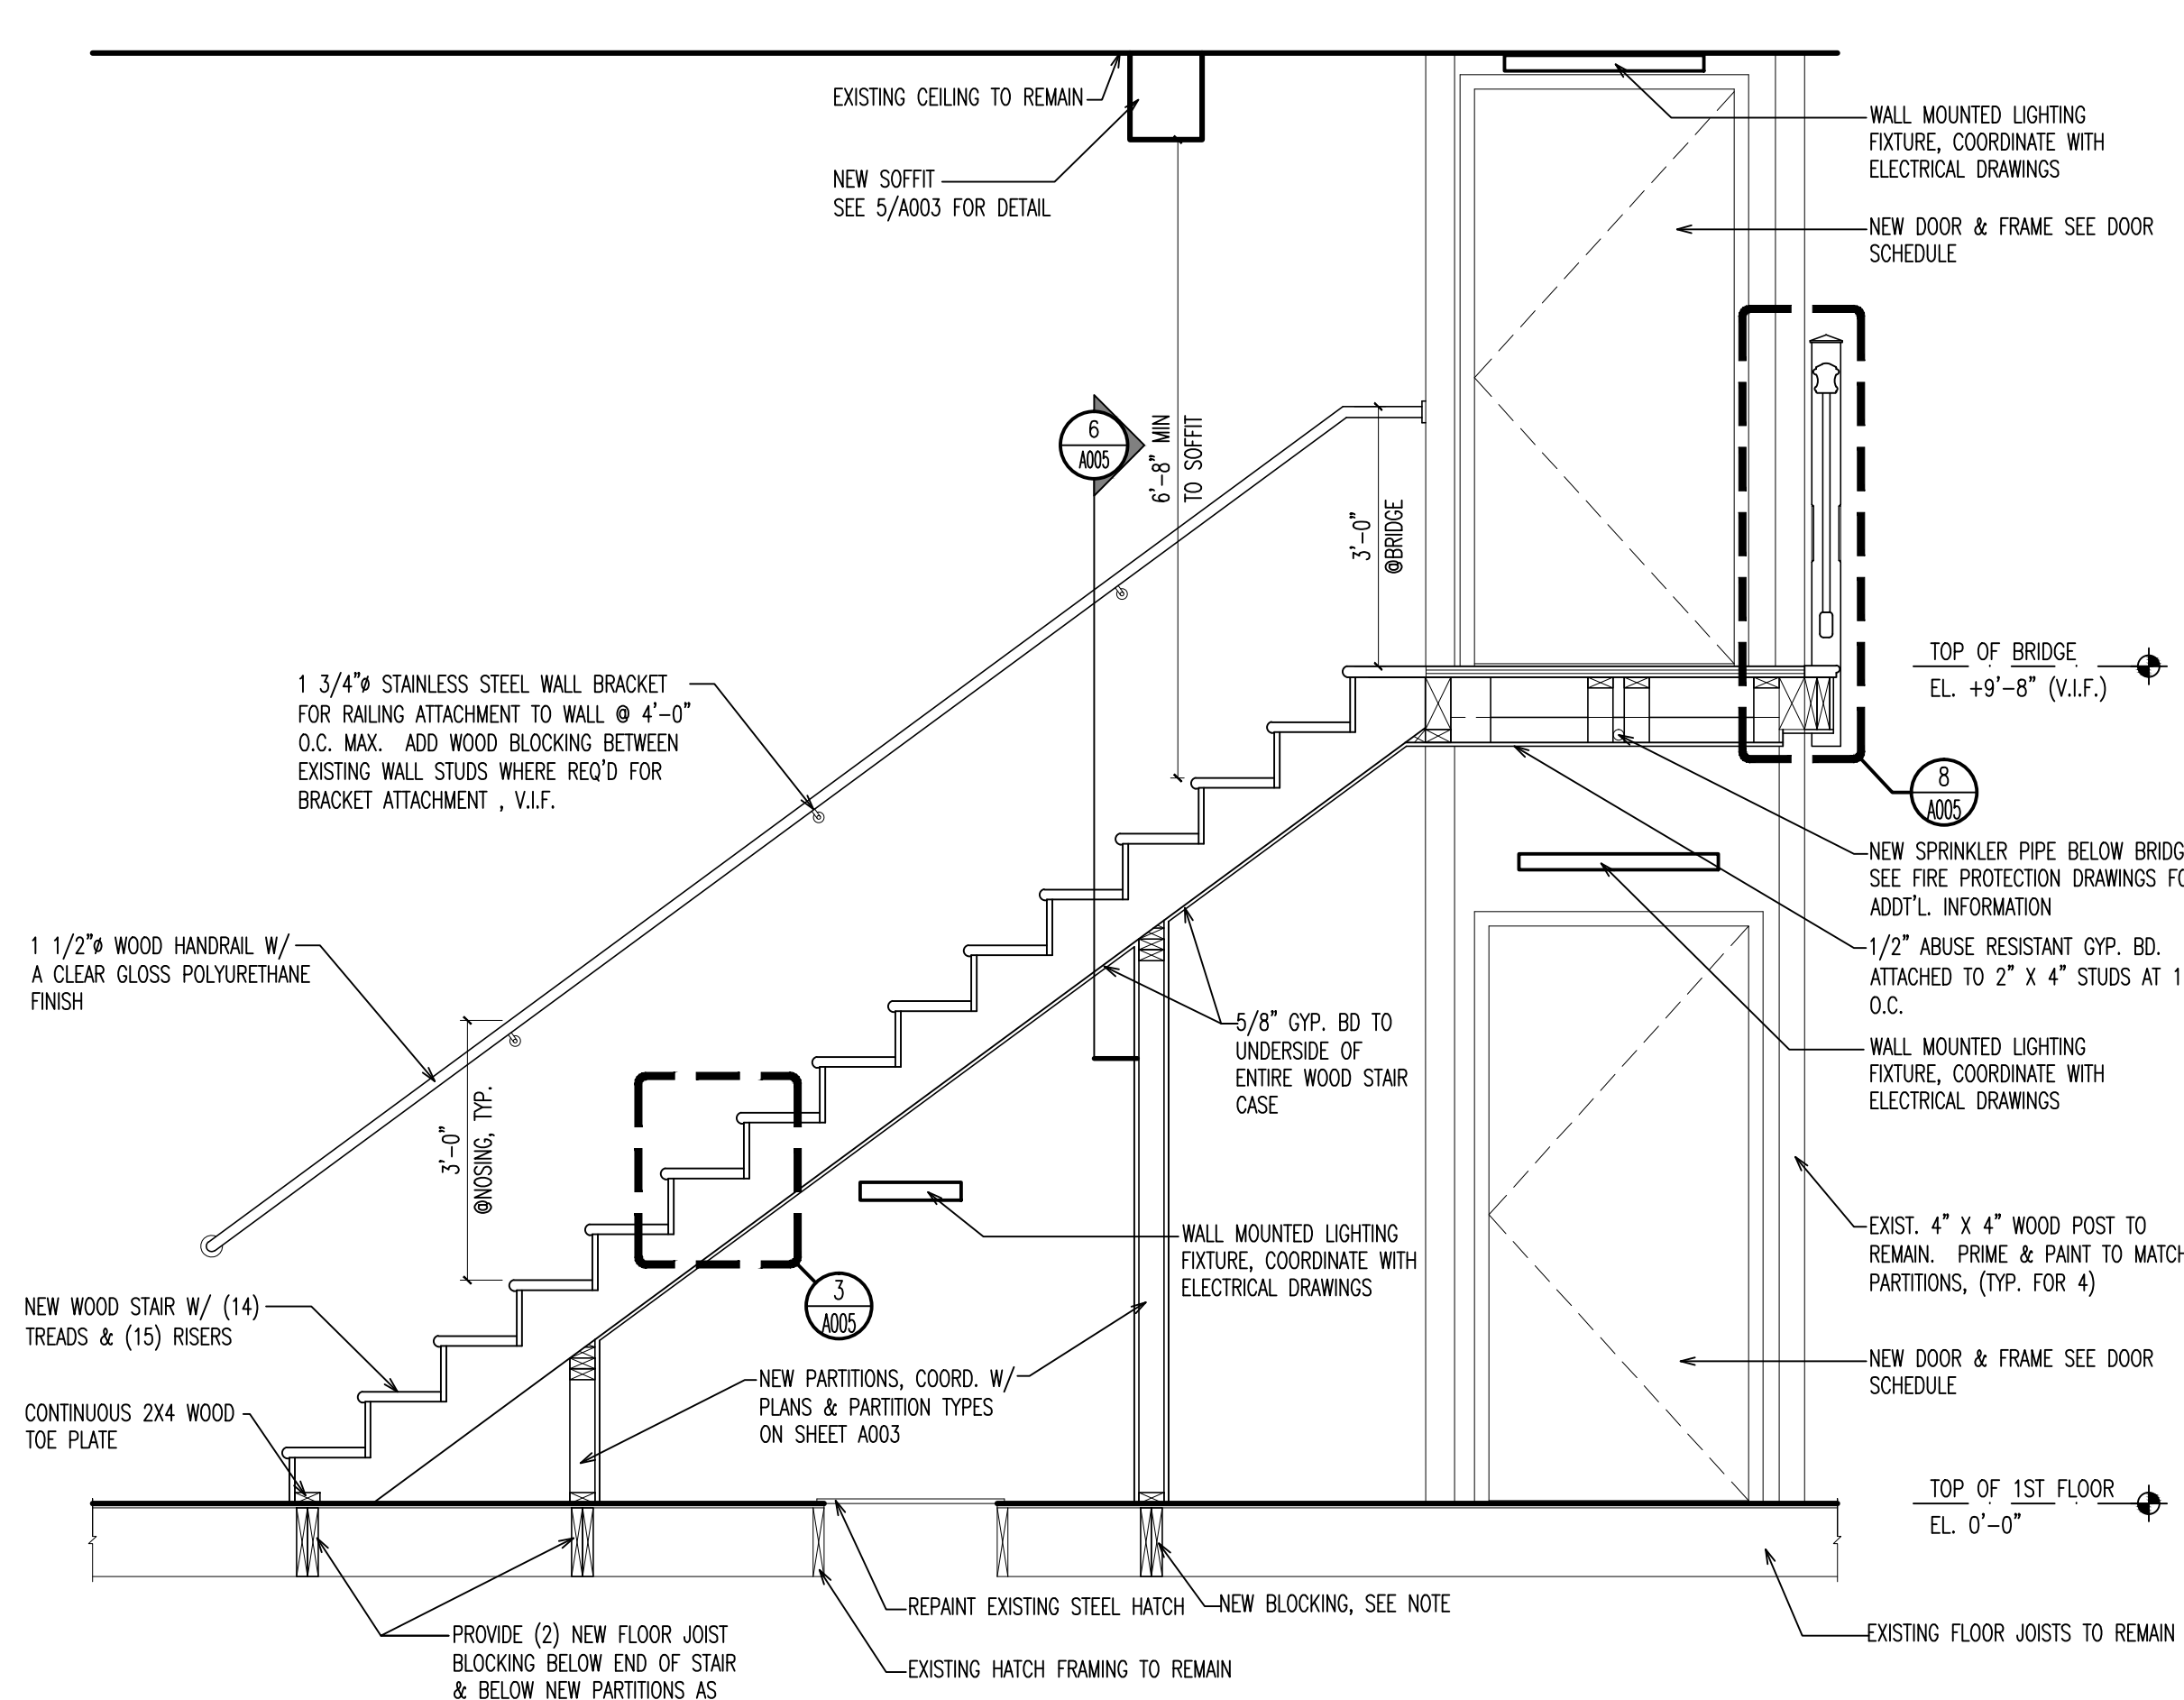 EXISTING CEILING TO REMAIN
NEW SOFFIT
SEE 5/A003 FOR DETAIL
WALL MOUNTED LIGHTING
FIXTURE, COORDINATE WITH
ELECTRICAL DRAWINGS
NEW DOOR & FRAME SEE DOOR
SCHEDULE
6
A005
6'-8" MIN
TO SOFFIT
3'-0"
@BRIDGE
TOP OF BRIDGE
EL. +9'-8" (V.I.F.)
1 3/4"ø STAINLESS STEEL WALL BRACKET
FOR RAILING ATTACHMENT TO WALL @ 4'-0"
O.C. MAX. ADD WOOD BLOCKING BETWEEN
EXISTING WALL STUDS WHERE REQ'D FOR
BRACKET ATTACHMENT , V.I.F.
8
A005
NEW SPRINKLER PIPE BELOW BRIDG
SEE FIRE PROTECTION DRAWINGS FO
ADDT'L. INFORMATION
1/2" ABUSE RESISTANT GYP. BD.
ATTACHED TO 2" X 4" STUDS AT 1
O.C.
1 1/2"ø WOOD HANDRAIL W/
A CLEAR GLOSS POLYURETHANE
FINISH
5/8" GYP. BD TO
UNDERSIDE OF
ENTIRE WOOD STAIR
CASE
WALL MOUNTED LIGHTING
FIXTURE, COORDINATE WITH
ELECTRICAL DRAWINGS
3'-0"
@NOSING, TYP.
WALL MOUNTED LIGHTING
FIXTURE, COORDINATE WITH
ELECTRICAL DRAWINGS
EXIST. 4" X 4" WOOD POST TO
REMAIN. PRIME & PAINT TO MATCH
PARTITIONS, (TYP. FOR 4)
3
A005
NEW WOOD STAIR W/ (14)
TREADS & (15) RISERS
NEW PARTITIONS, COORD. W/
PLANS & PARTITION TYPES
ON SHEET A003
NEW DOOR & FRAME SEE DOOR
SCHEDULE
CONTINUOUS 2X4 WOOD
TOE PLATE
TOP OF 1ST FLOOR
EL. 0'-0"
REPAINT EXISTING STEEL HATCH
NEW BLOCKING, SEE NOTE
PROVIDE (2) NEW FLOOR JOIST
BLOCKING BELOW END OF STAIR
& BELOW NEW PARTITIONS AS
EXISTING HATCH FRAMING TO REMAIN
EXISTING FLOOR JOISTS TO REMAIN